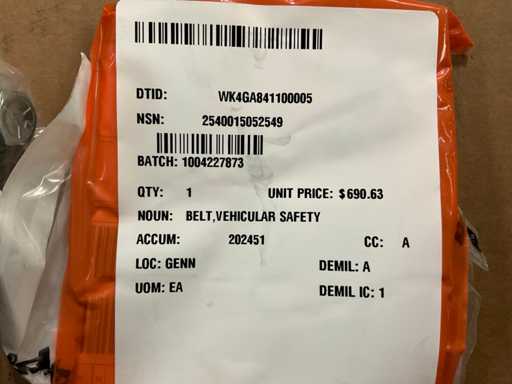 DTID: WK4GA841100005
NSN: 2540015052549
BATCH: 1004227873
QTY: 1 UNIT PRICE: $690.63
NOUN: BELT,VEHICULAR SAFETY
ACCUM: 202451 CC: A
LOC: GENN DEMIL: A
UOM: EA DEMIL IC: 1